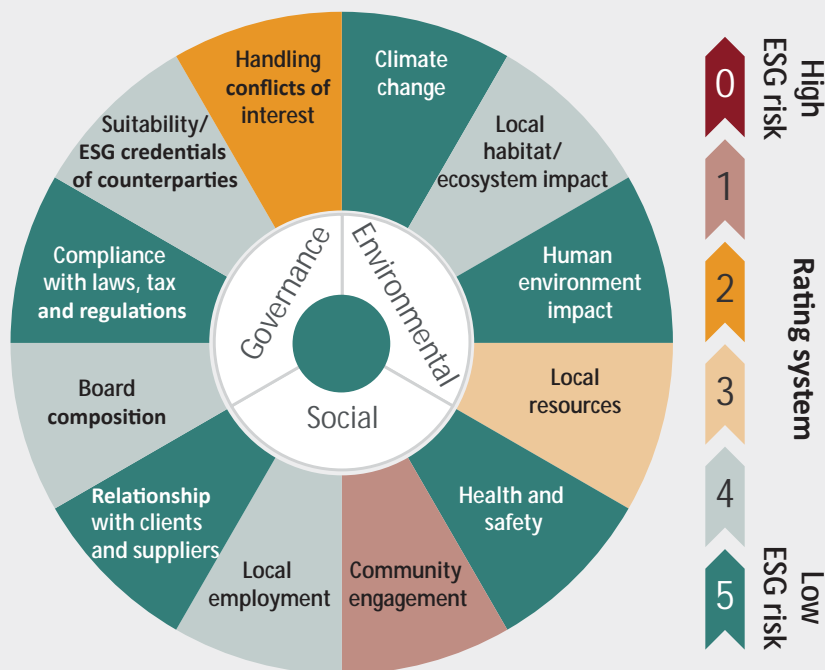 Climate
change
Local
habitat/
ecosystem impact
Human
environment
impact
Local
resources
Health and
safety
Community
engagement
Local
employment
Relationship
with clients
and suppliers
Board
composition
Compliance
with laws, tax
and regulations
Suitability/
ESG credentials
of counterparties
Handling
conflicts of
interest
Governance
Environmental
Social
High
ESG risk
0
1
2
3
4
5
Rating system
Low
ESG risk